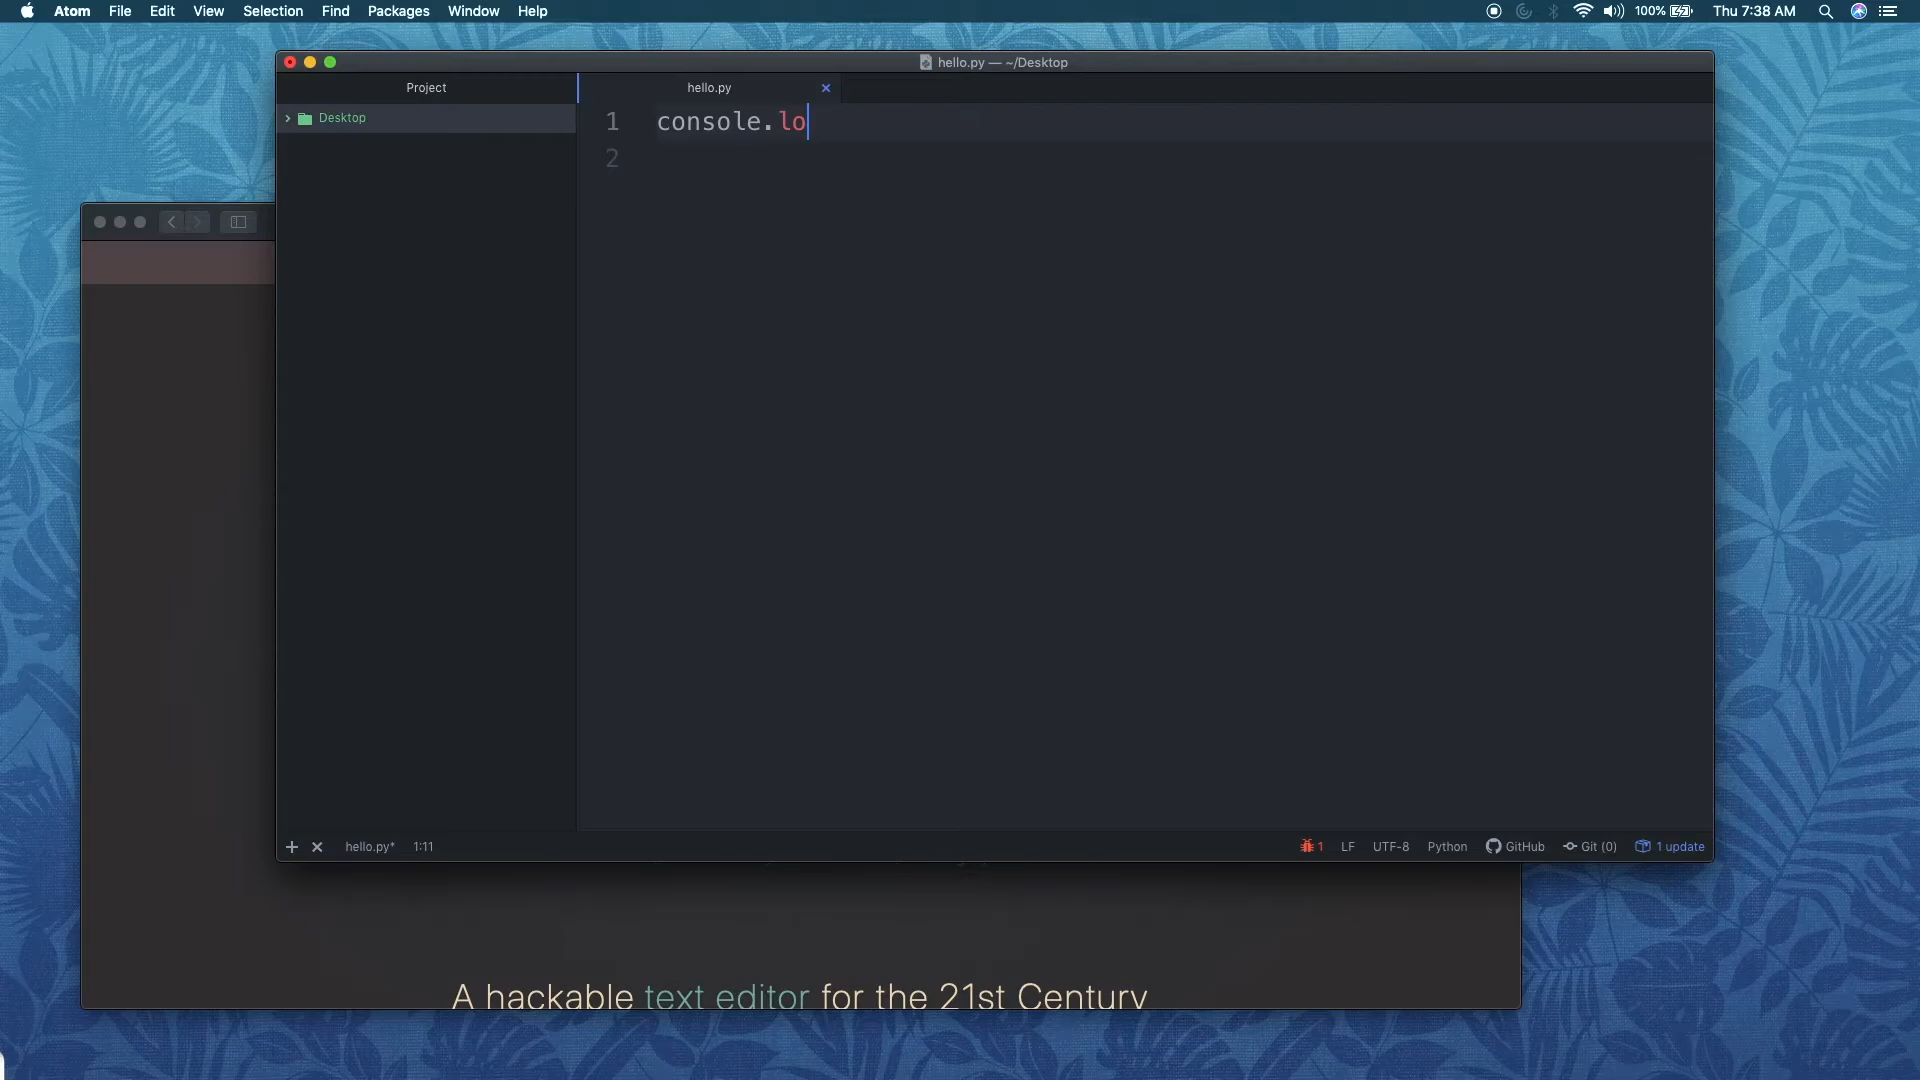 Atom File Edit View Selection Find Packages Window Help 100% Thu 7:38 AM
hello.py — ~/Desktop
Project hello.py
Desktop
1 console.lo
2
hello.py* 1:11 1 LF UTF-8 Python GitHub Git (0) 1 update
A hackable text editor for the 21st Century